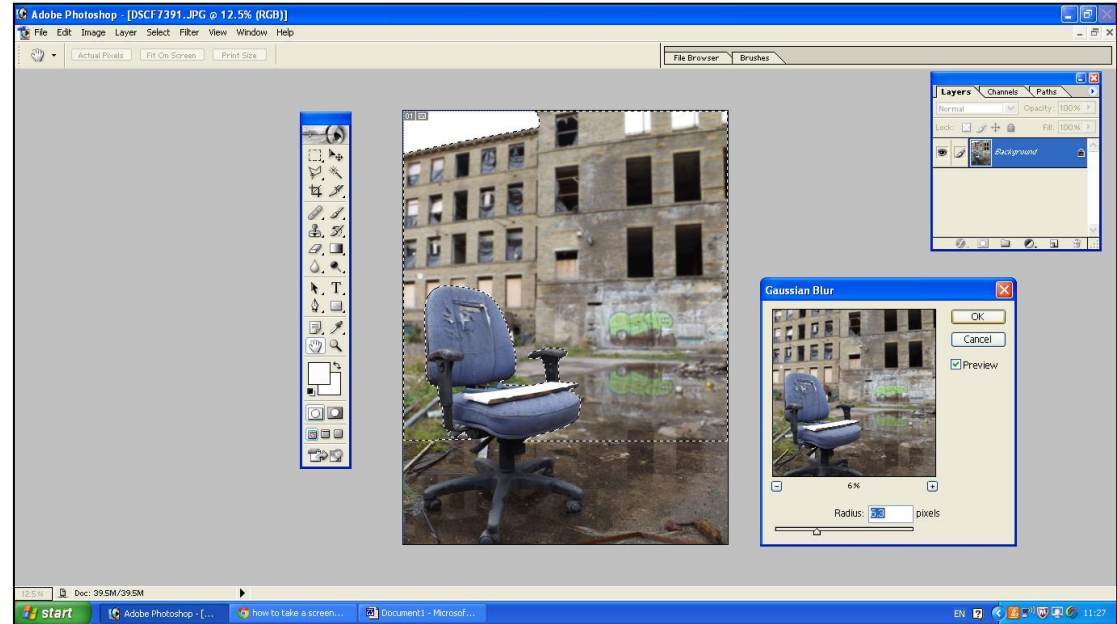 Adobe Photoshop - [DSCF7391.JPG @ 12.5% (RGB)]
File Edit Image Layer Select Filter View Window Help
Actual Pixels Fit On Screen Print Size
File Browser Brushes
Layers Channels Paths
Normal Opacity: 100%
Lock: Fill: 100%
Background
01
T
Gaussian Blur
OK
Cancel
Preview
6%
Radius: 6.3 pixels
12.5% Doc: 39.5M/39.5M
start Adobe Photoshop - [... how to take a screen... Document1 - Microsof... EN 11:27